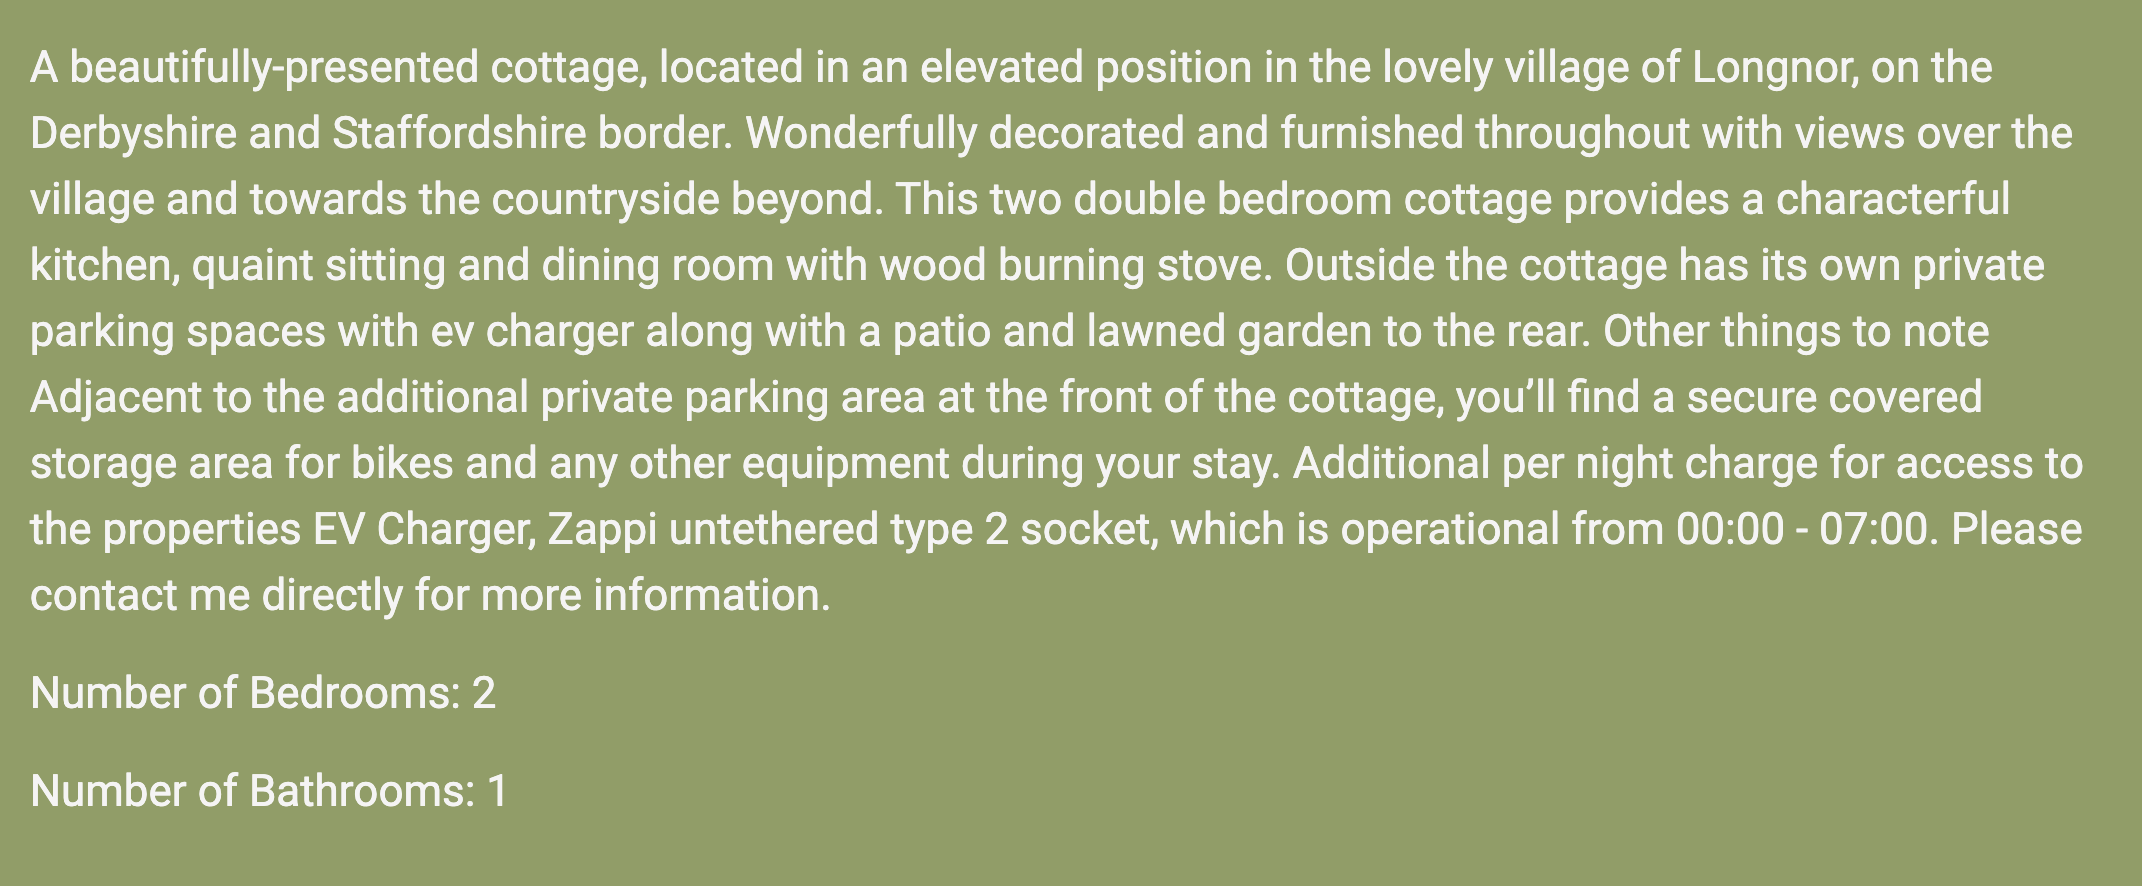 A beautifully-presented cottage, located in an elevated position in the lovely village of Longnor, on the
Derbyshire and Staffordshire border. Wonderfully decorated and furnished throughout with views over the
village and towards the countryside beyond. This two double bedroom cottage provides a characterful
kitchen, quaint sitting and dining room with wood burning stove. Outside the cottage has its own private
parking spaces with ev charger along with a patio and lawned garden to the rear. Other things to note
Adjacent to the additional private parking area at the front of the cottage, you’ll find a secure covered
storage area for bikes and any other equipment during your stay. Additional per night charge for access to
the properties EV Charger, Zappi untethered type 2 socket, which is operational from 00:00 - 07:00. Please
contact me directly for more information.
Number of Bedrooms: 2
Number of Bathrooms: 1